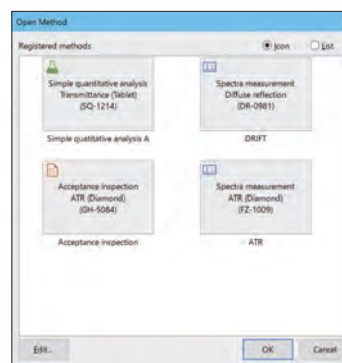 Open Method
Registered methods
Icon
List
Simple quantitative analysis
Transmittance (Tablet)
(SQ-1214)
Simple quatitative analysis A
Spectra measurement
Diffuse reflection
(DR-0981)
DRIFT
Acceptance inspection
ATR (Diamond)
(GH-5084)
Acceptance inspection
Spectra measurement
ATR (Diamond)
(FZ-1009)
ATR
Edit...
OK
Cancel